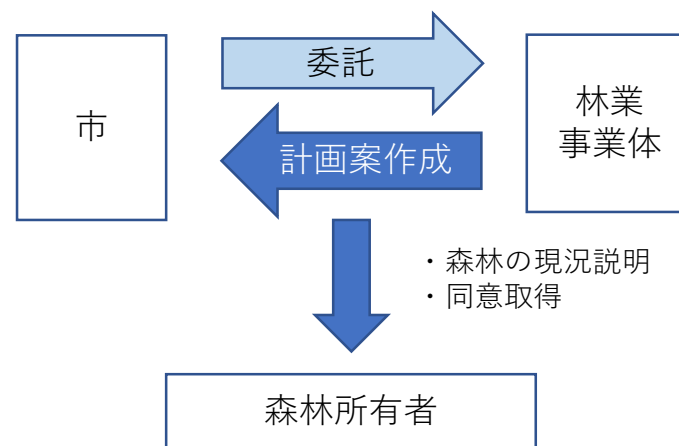 委託
市
林業
事業体
計画案作成
・森林の現況説明
・同意取得
森林所有者